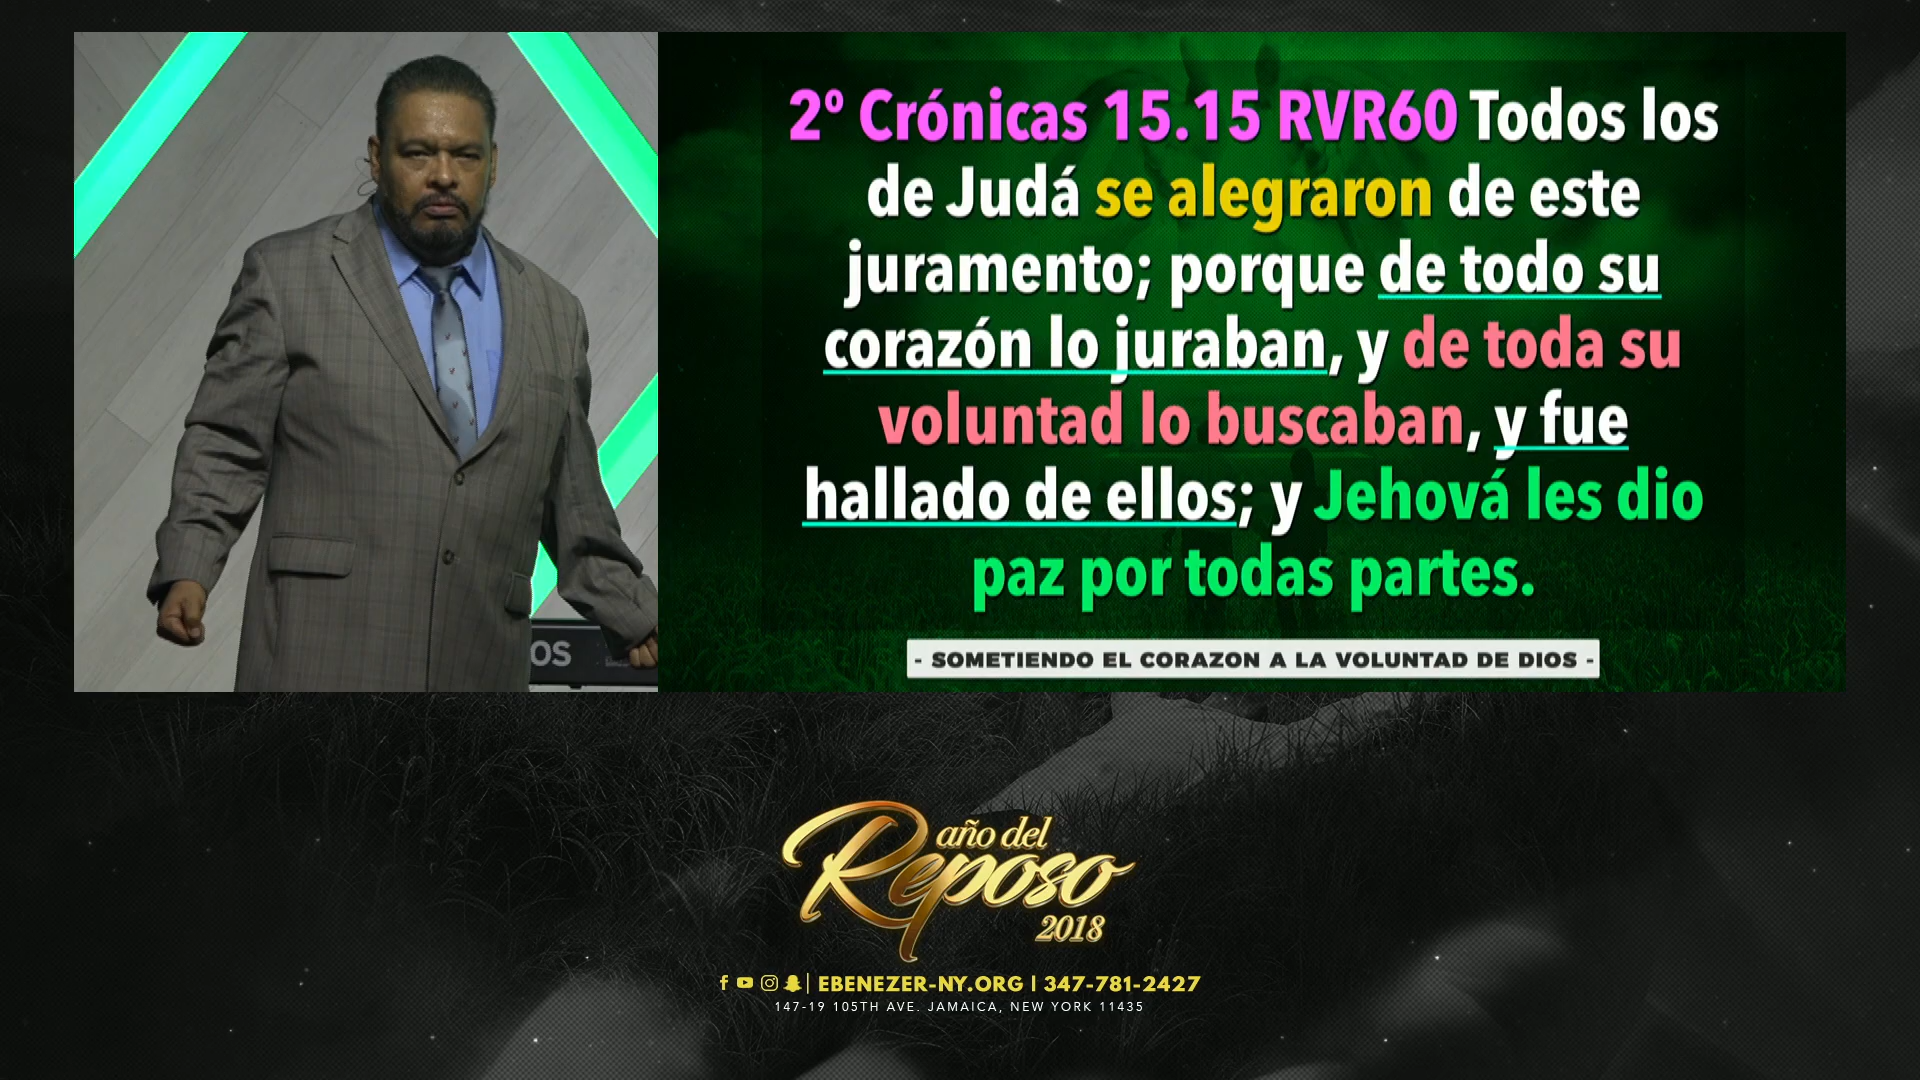 2º Crónicas 15.15 RVR60 Todos los
de Judá se alegraron de este
juramento; porque de todo su
corazón lo juraban, y de toda su
voluntad lo buscaban, y fue
hallado de ellos; y Jehová les dio
paz por todas partes.
- SOMETIENDO EL CORAZON A LA VOLUNTAD DE DIOS -
OS
año del
Reposo
2018
| EBENEZER-NY.ORG | 347-781-2427
147-19 105TH AVE. JAMAICA, NEW YORK 11435